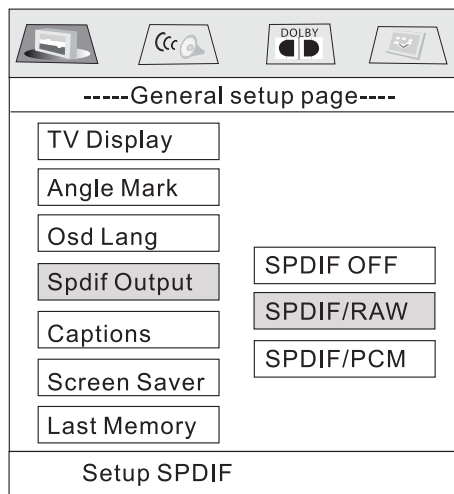 DOLBY
-----General setup page----
TV Display
Angle Mark
Osd Lang
Spdif Output
Captions
Screen Saver
Last Memory
SPDIF OFF
SPDIF/RAW
SPDIF/PCM
Setup SPDIF